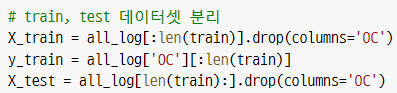 # train, test 데이터셋 분리
X_train = all_log[:len(train)].drop(columns='OC')
y_train = all_log['OC'][:len(train)]
X_test = all_log[len(train):].drop(columns='OC')